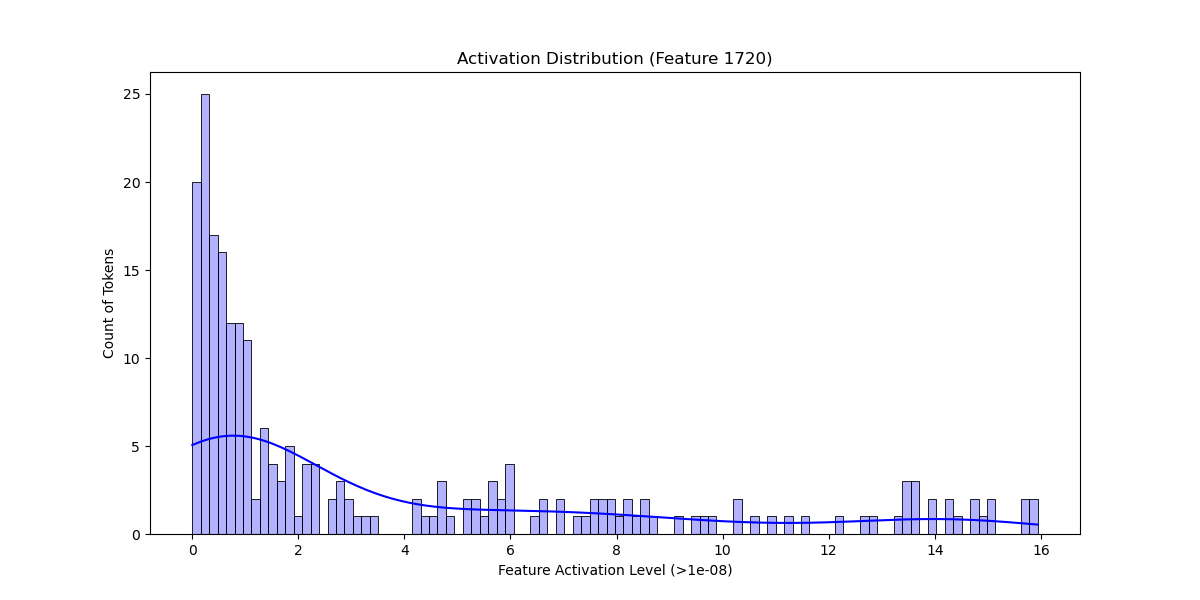 Activation Distribution (Feature 1720)
25
20
15
10
5
0
Count of Tokens
0 2 4 6 8 10 12 14 16
Feature Activation Level (>1e-08)